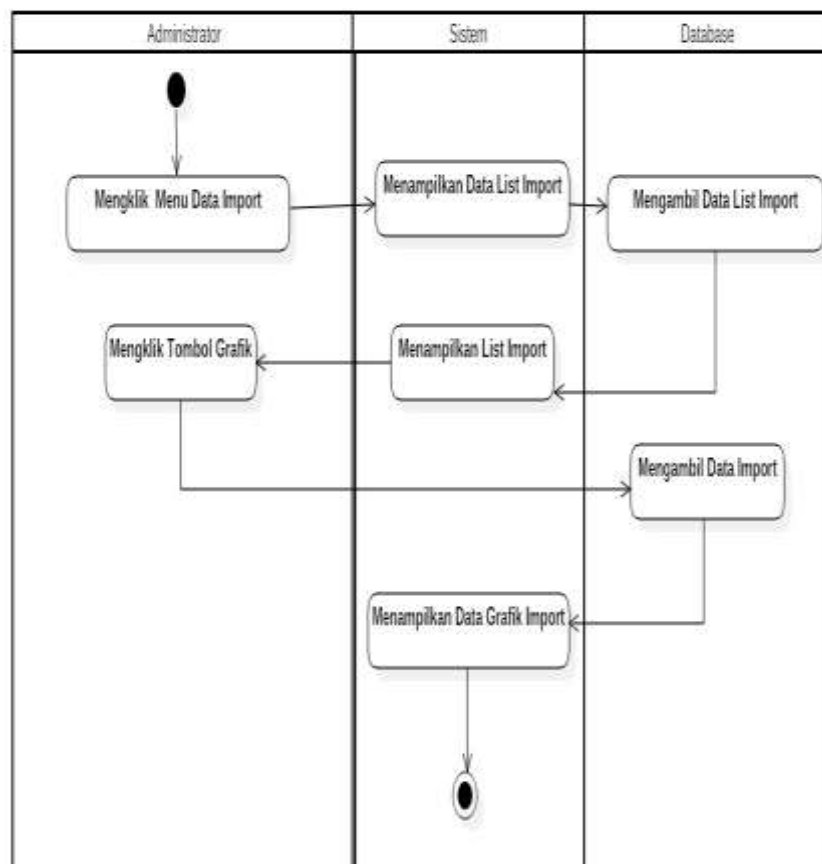 Administrator
Sistem
Database
Mengklik Menu Data Import
Menampilkan Data List Import
Mengambil Data List Import
Mengklik Tombol Grafik
Menampilkan List Import
Mengambil Data Import
Menampilkan Data Grafik Import